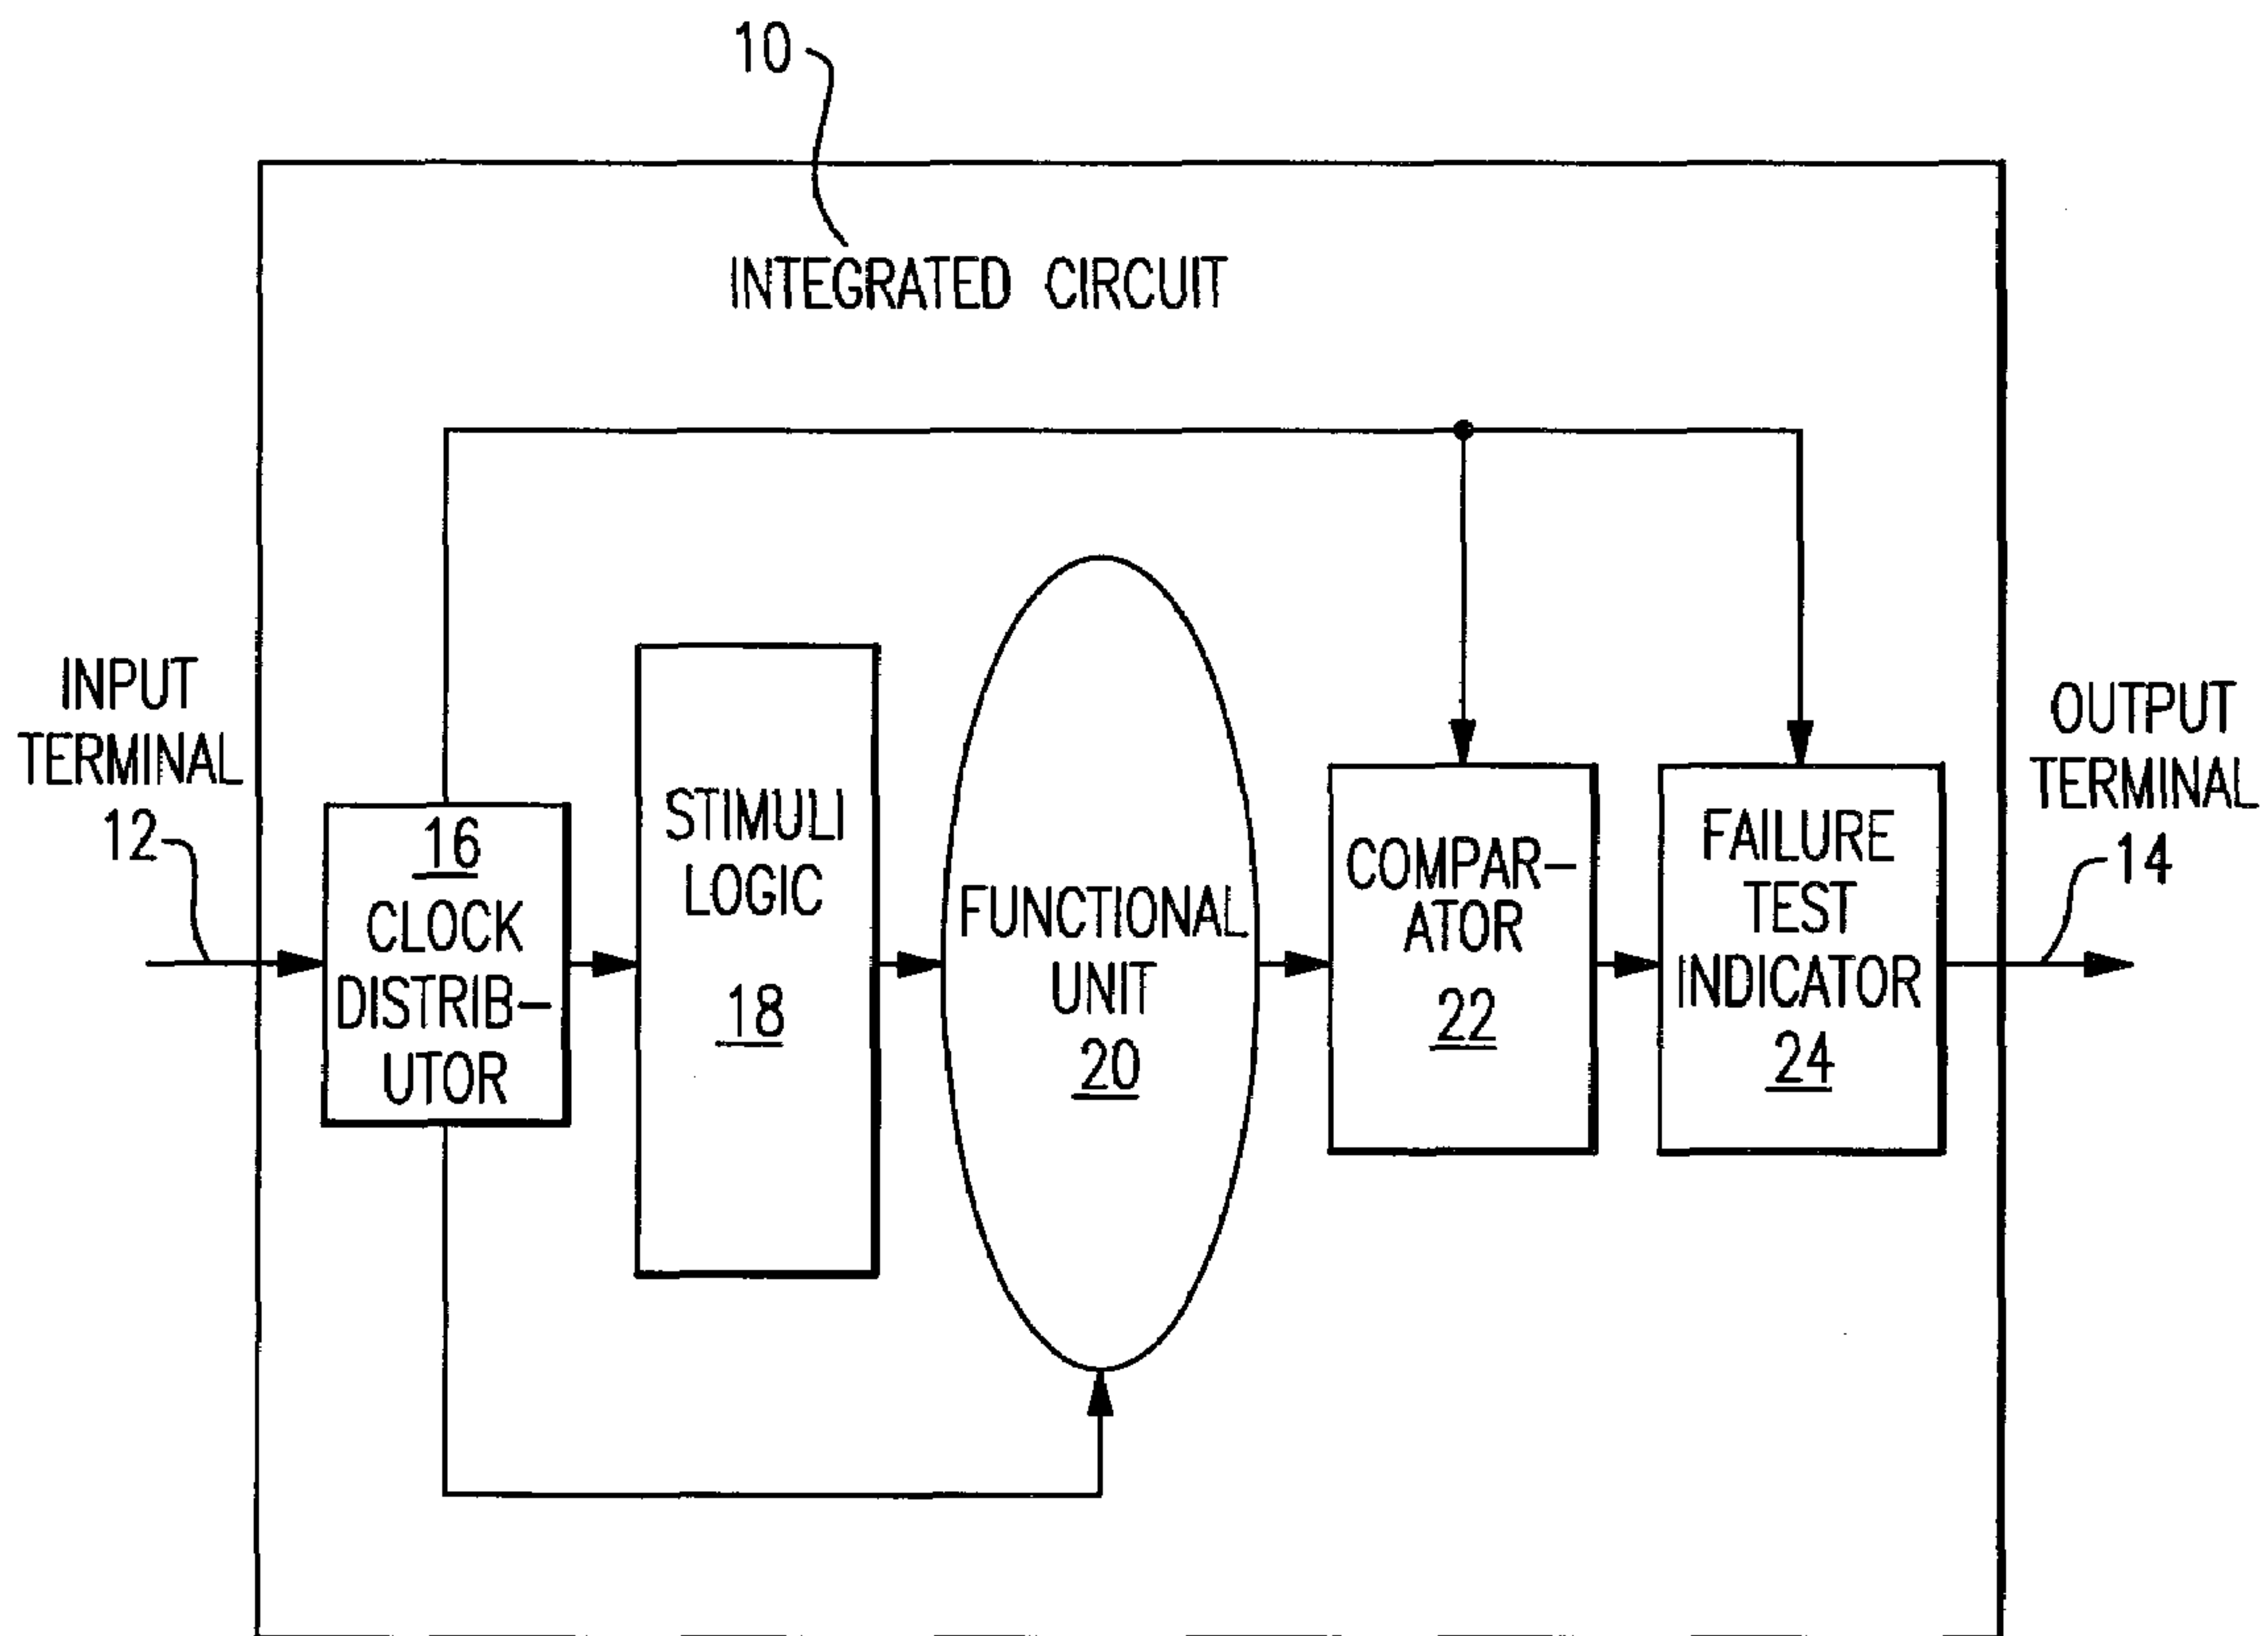 10
INTEGRATED CIRCUIT
INPUT
TERMINAL
12
16
CLOCK
DISTRIB-
UTOR
STIMULI
LOGIC
18
FUNCTIONAL
UNIT
20
COMPAR-
ATOR
22
FAILURE
TEST
INDICATOR
24
OUTPUT
TERMINAL
14